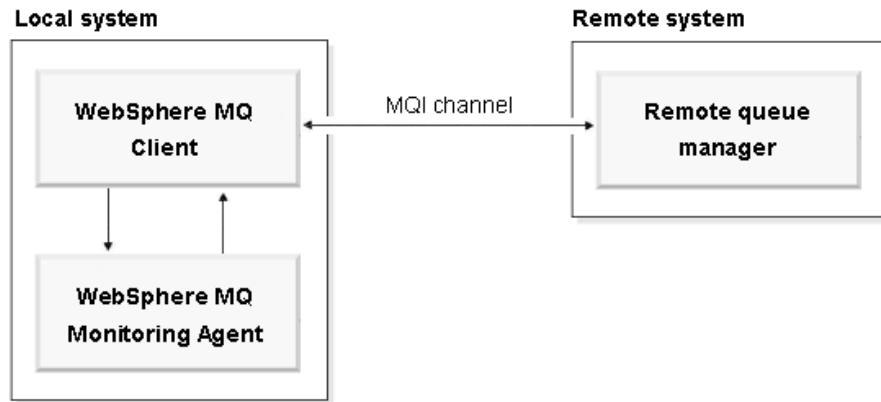 Local system
Remote system
WebSphere MQ
Client
MQI channel
Remote queue
manager
WebSphere MQ
Monitoring Agent